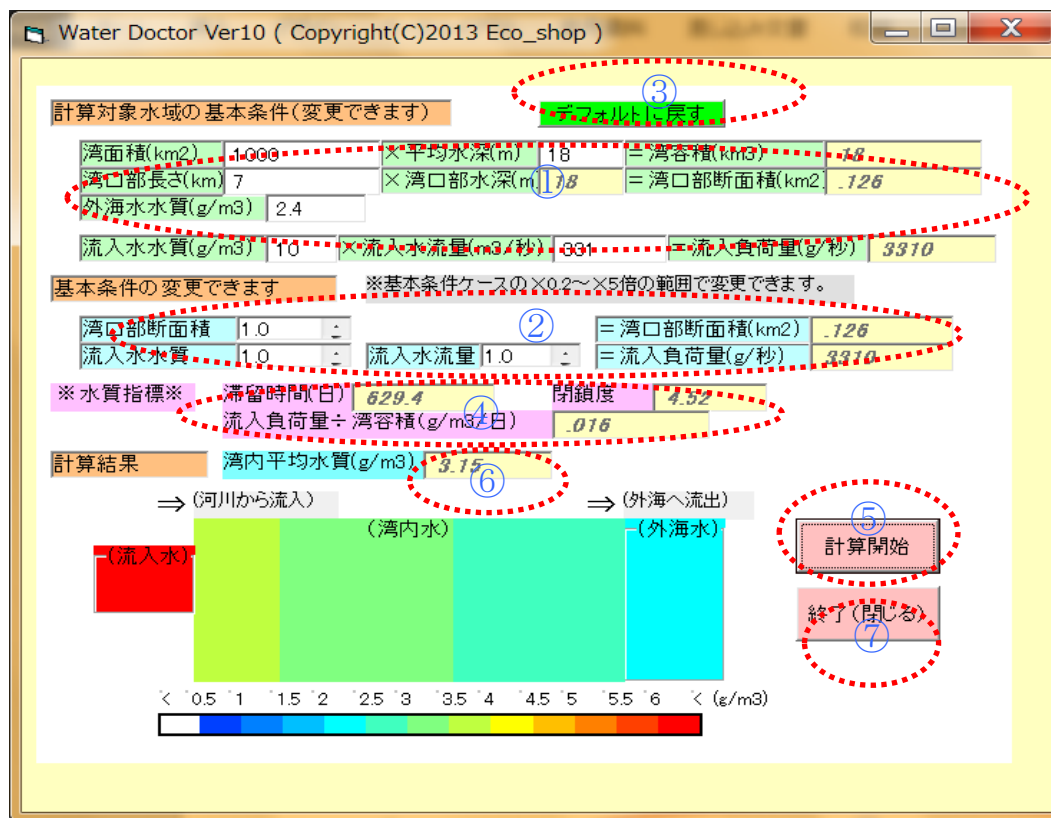 Water Doctor Ver10 ( Copyright(C)2013 Eco_shop )
③
計算対象水域の基本条件(変更できます) デフォルトに戻す
湾面積(km2) 1000 ×平均水深(m) 18 =湾容積(km3) 18
湾口部長さ(km) 7 ×湾口部水深(m) 18 =湾口部断面積(km2) .126
①
外海水水質(g/m3) 2.4
流入水水質(g/m3) 10 ×流入水流量(m3/秒) 331 =流入負荷量(g/秒) 3310
基本条件の変更できます ※基本条件ケースの×0.2～×5倍の範囲で変更できます。
②
湾口部断面積 1.0 =湾口部断面積(km2) .126
流入水水質 1.0 流入水流量 1.0 =流入負荷量(g/秒) 3310
※水質指標※ 滞留時間(日) 629.4 閉鎖度 4.52
④
流入負荷量÷湾容積(g/m3/日) .016
計算結果 湾内平均水質(g/m3) 3.15
⑥
⇒ (河川から流入) ⇒ (外海へ流出)
(流入水) (湾内水) (外海水)
⑤
計算開始
終了(閉じる)
⑦
< 0.5 1 1.5 2 2.5 3 3.5 4 4.5 5 5.5 6 < (g/m3)